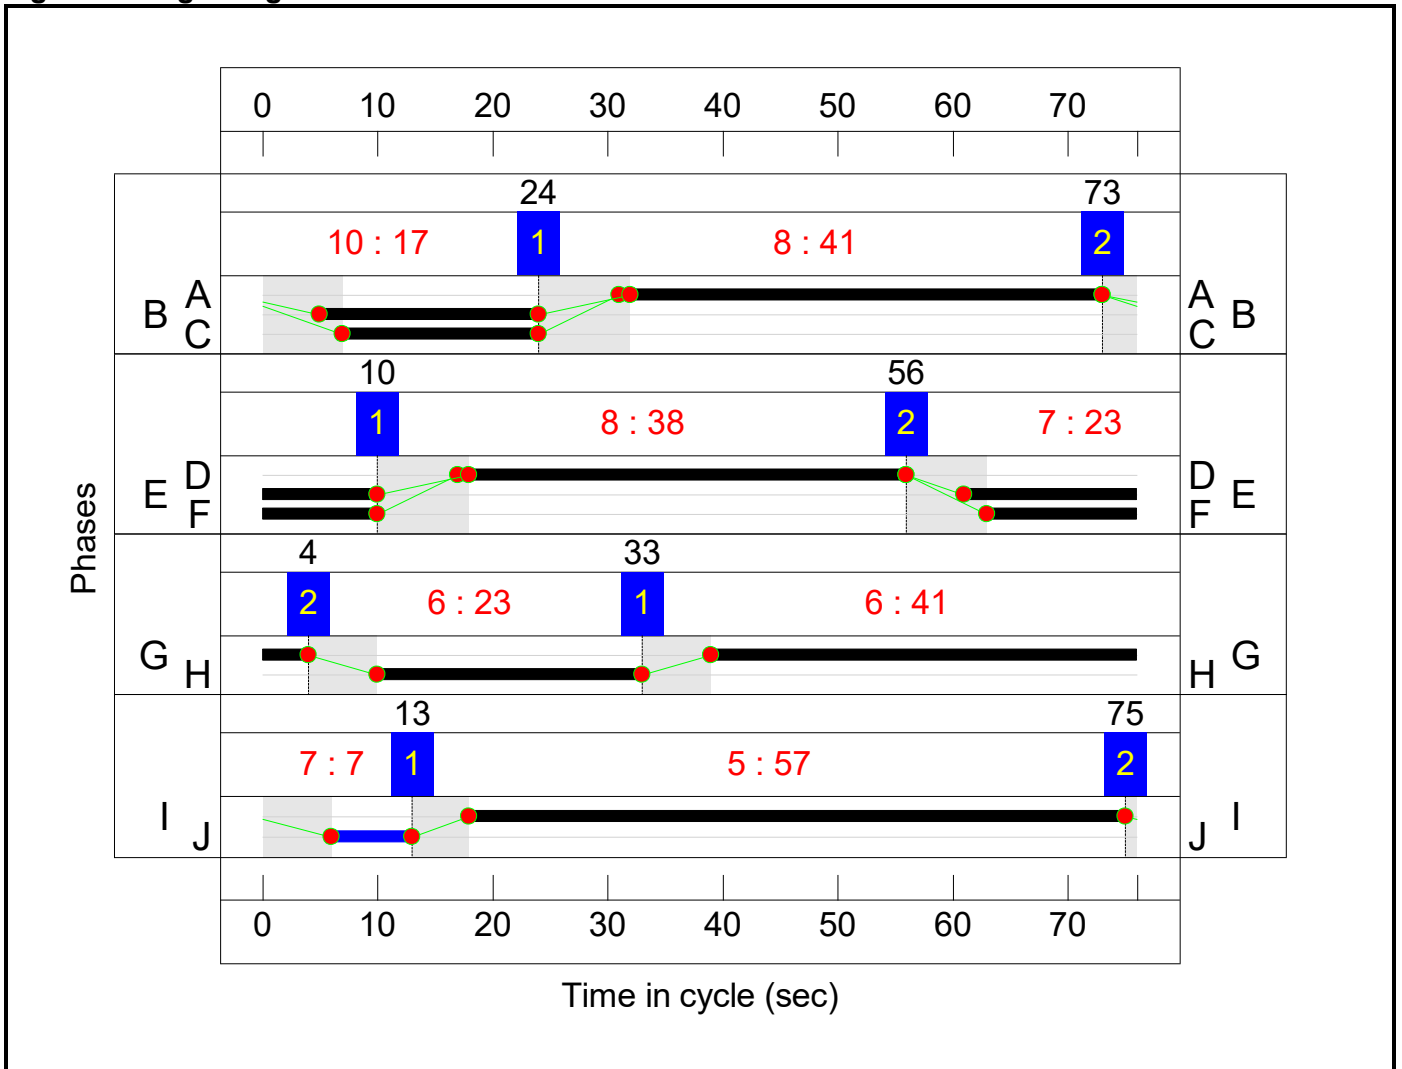 0 10 20 30 40 50 60 70
24 73
10 : 17 1 8 : 41 2
A A
B B
C C
10 56
1 8 : 38 2 7 : 23
D D
E E
F F
Phases
4 33
2 6 : 23 1 6 : 41
G G
H H
13 75
7 : 7 1 5 : 57 2
I I
J J
0 10 20 30 40 50 60 70
Time in cycle (sec)